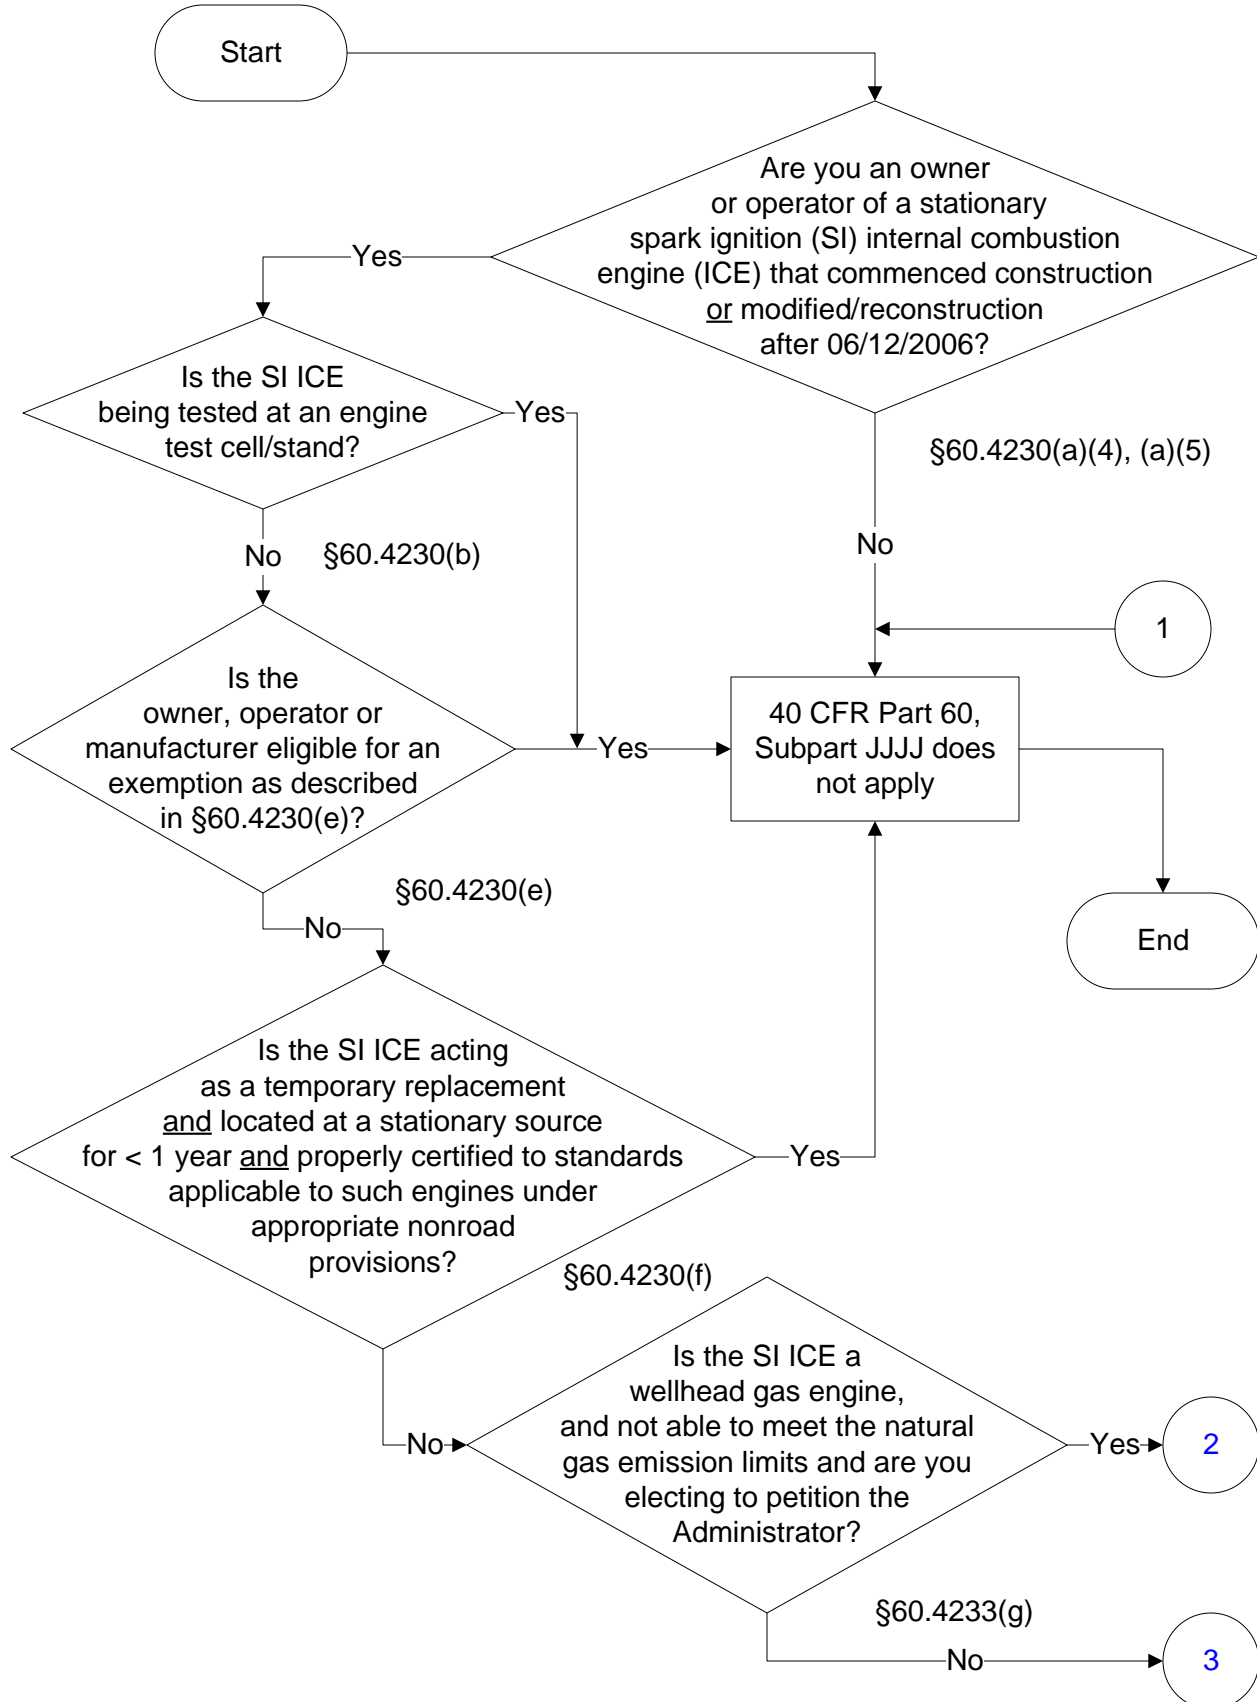 Start
Are you an owner
or operator of a stationary
spark ignition (SI) internal combustion
engine (ICE) that commenced construction
or modified/reconstruction
after 06/12/2006?
Yes
Is the SI ICE
being tested at an engine
test cell/stand?
Yes
§60.4230(a)(4), (a)(5)
No
No
§60.4230(b)
1
Is the
owner, operator or
manufacturer eligible for an
exemption as described
in §60.4230(e)?
Yes
40 CFR Part 60,
Subpart JJJJ does
not apply
§60.4230(e)
No
End
Is the SI ICE acting
as a temporary replacement
and located at a stationary source
for < 1 year and properly certified to standards
applicable to such engines under
appropriate nonroad
provisions?
Yes
§60.4230(f)
No
Is the SI ICE a
wellhead gas engine,
and not able to meet the natural
gas emission limits and are you
electing to petition the
Administrator?
Yes
2
§60.4233(g)
No
3